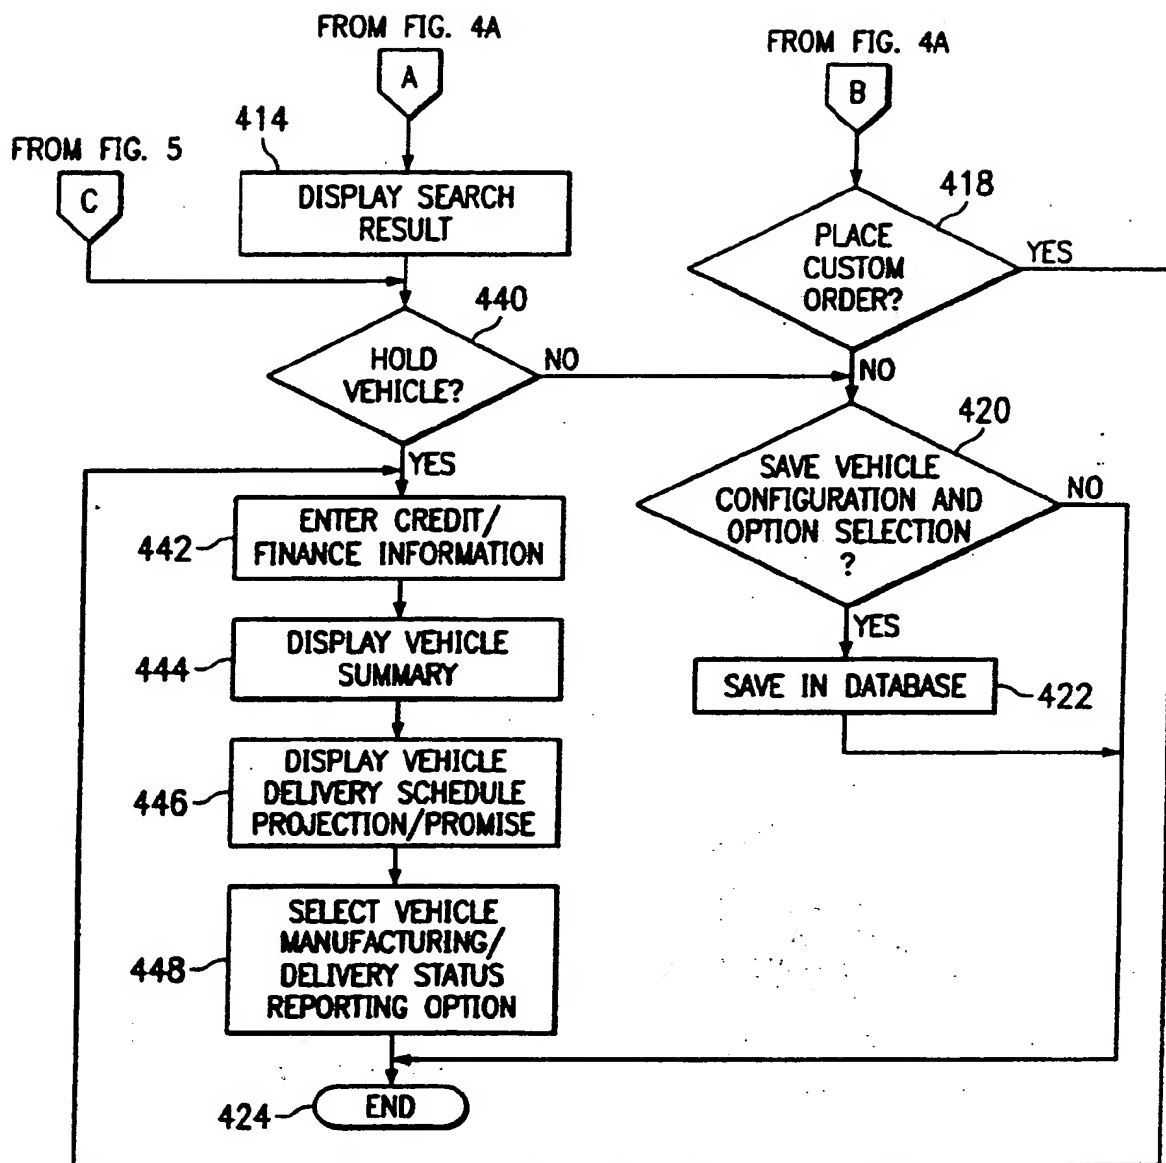 FROM FIG. 4A
A
FROM FIG. 4A
B
414
FROM FIG. 5
C
DISPLAY SEARCH
RESULT
418
PLACE
CUSTOM
ORDER?
YES
440
HOLD
VEHICLE?
NO
NO
YES
420
SAVE VEHICLE
CONFIGURATION AND
OPTION SELECTION
?
NO
YES
442
ENTER CREDIT/
FINANCE INFORMATION
444
DISPLAY VEHICLE
SUMMARY
SAVE IN DATABASE
422
446
DISPLAY VEHICLE
DELIVERY SCHEDULE
PROJECTION/PROMISE
448
SELECT VEHICLE
MANUFACTURING/
DELIVERY STATUS
REPORTING OPTION
424
END